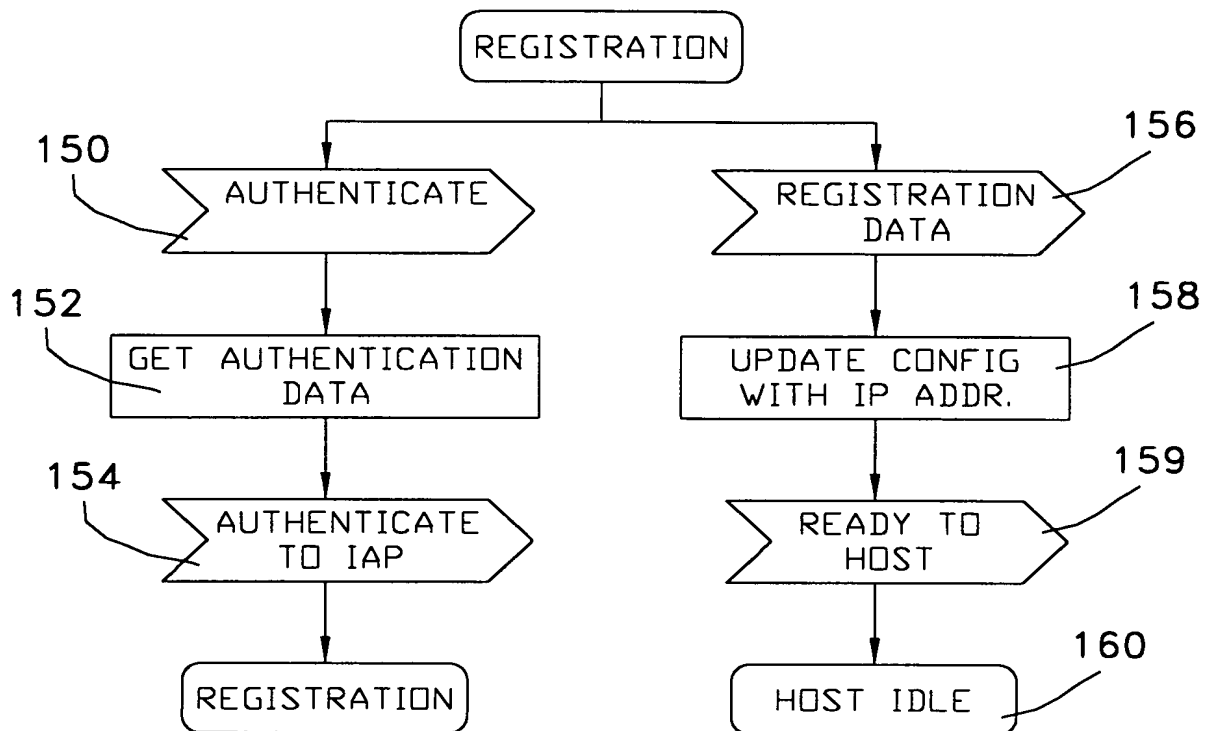 REGISTRATION
150
AUTHENTICATE
156
REGISTRATION
DATA
152
GET AUTHENTICATION
DATA
158
UPDATE CONFIG
WITH IP ADDR.
154
AUTHENTICATE
TO IAP
159
READY TO
HOST
REGISTRATION
160
HOST IDLE